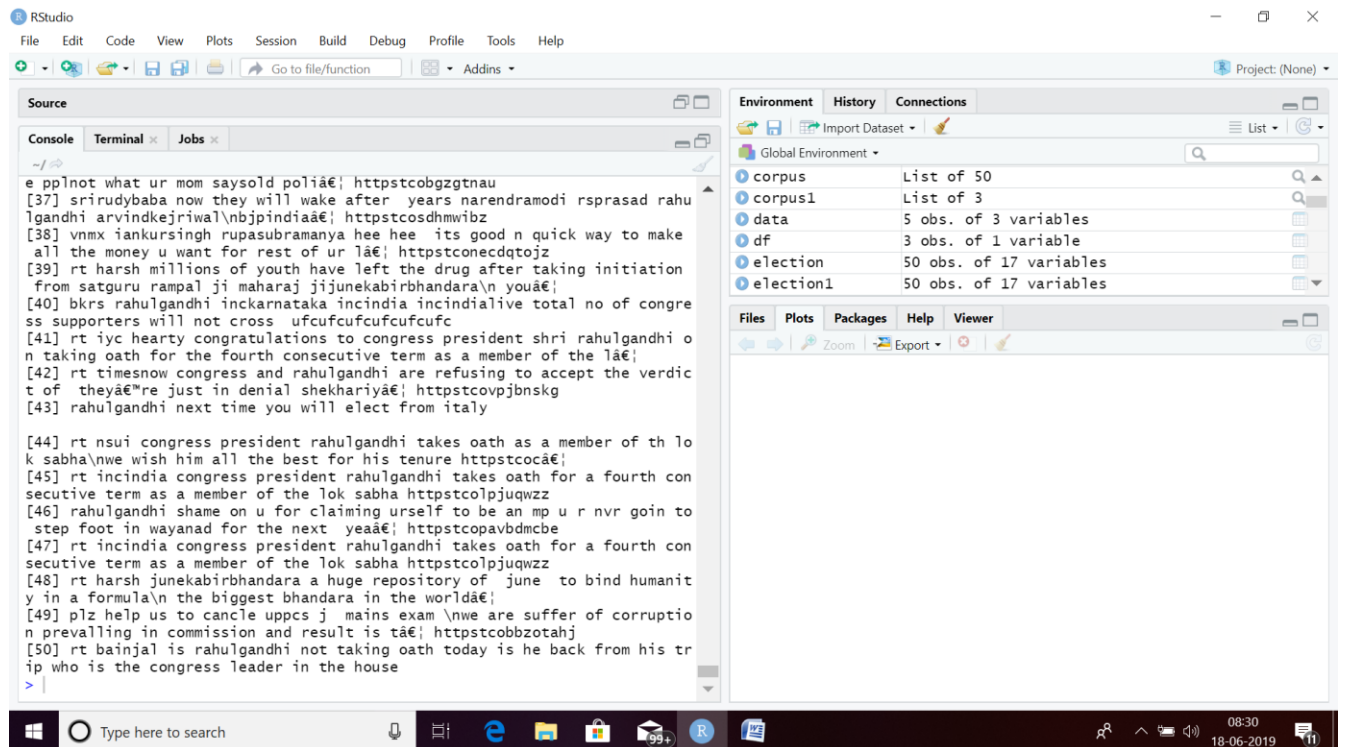 RStudio
File Edit Code View Plots Session Build Debug Profile Tools Help
Go to file/function Addins Project: (None)
Source
Console Terminal Jobs
~/
e pplnot what ur mom saysold poliâ€¦ httpstcobgzgtnau
[37] srirudybaba now they will wake after  years narendramodi rsprasad rahu
lgandhi arvindkejriwal\nbjpindiaâ€¦ httpstcosdhmwibz
[38] vnmx iankursingh rupasubramanya hee hee  its good n quick way to make
 all the money u want for rest of ur lâ€¦ httpstconecdqtojz
[39] rt harsh millions of youth have left the drug after taking initiation
 from satguru rampal ji maharaj jijunekabirbhandara\n youâ€¦
[40] bkrs rahulgandhi inckarnataka incindia incindialive total no of congre
ss supporters will not cross  ufcufcufcufcufcufc
[41] rt iyc hearty congratulations to congress president shri rahulgandhi o
n taking oath for the fourth consecutive term as a member of the lâ€¦
[42] rt timesnow congress and rahulgandhi are refusing to accept the verdic
t of  theyâ€™re just in denial shekhariyâ€¦ httpstcovpjbnskg
[43] rahulgandhi next time you will elect from italy
[44] rt nsui congress president rahulgandhi takes oath as a member of th lo
k sabha\nwe wish him all the best for his tenure httpstcocâ€¦
[45] rt incindia congress president rahulgandhi takes oath for a fourth con
secutive term as a member of the lok sabha httpstcolpjuqwzz
[46] rahulgandhi shame on u for claiming urself to be an mp u r nvr goin to
 step foot in wayanad for the next  yeaâ€¦ httpstcopavbdmcbe
[47] rt incindia congress president rahulgandhi takes oath for a fourth con
secutive term as a member of the lok sabha httpstcolpjuqwzz
[48] rt harsh junekabirbhandara a huge repository of  june  to bind humanit
y in a formula\n the biggest bhandara in the worldâ€¦
[49] plz help us to cancle uppcs j  mains exam \nwe are suffer of corruptio
n prevalling in commission and result is tâ€¦ httpstcobbzotahj
[50] rt bainjal is rahulgandhi not taking oath today is he back from his tr
ip who is the congress leader in the house
>
Environment History Connections
Import Dataset List
Global Environment
corpus List of 50
corpus1 List of 3
data 5 obs. of 3 variables
df 3 obs. of 1 variable
election 50 obs. of 17 variables
election1 50 obs. of 17 variables
Files Plots Packages Help Viewer
Zoom Export
Type here to search
99+
R
08:30
18-06-2019
11